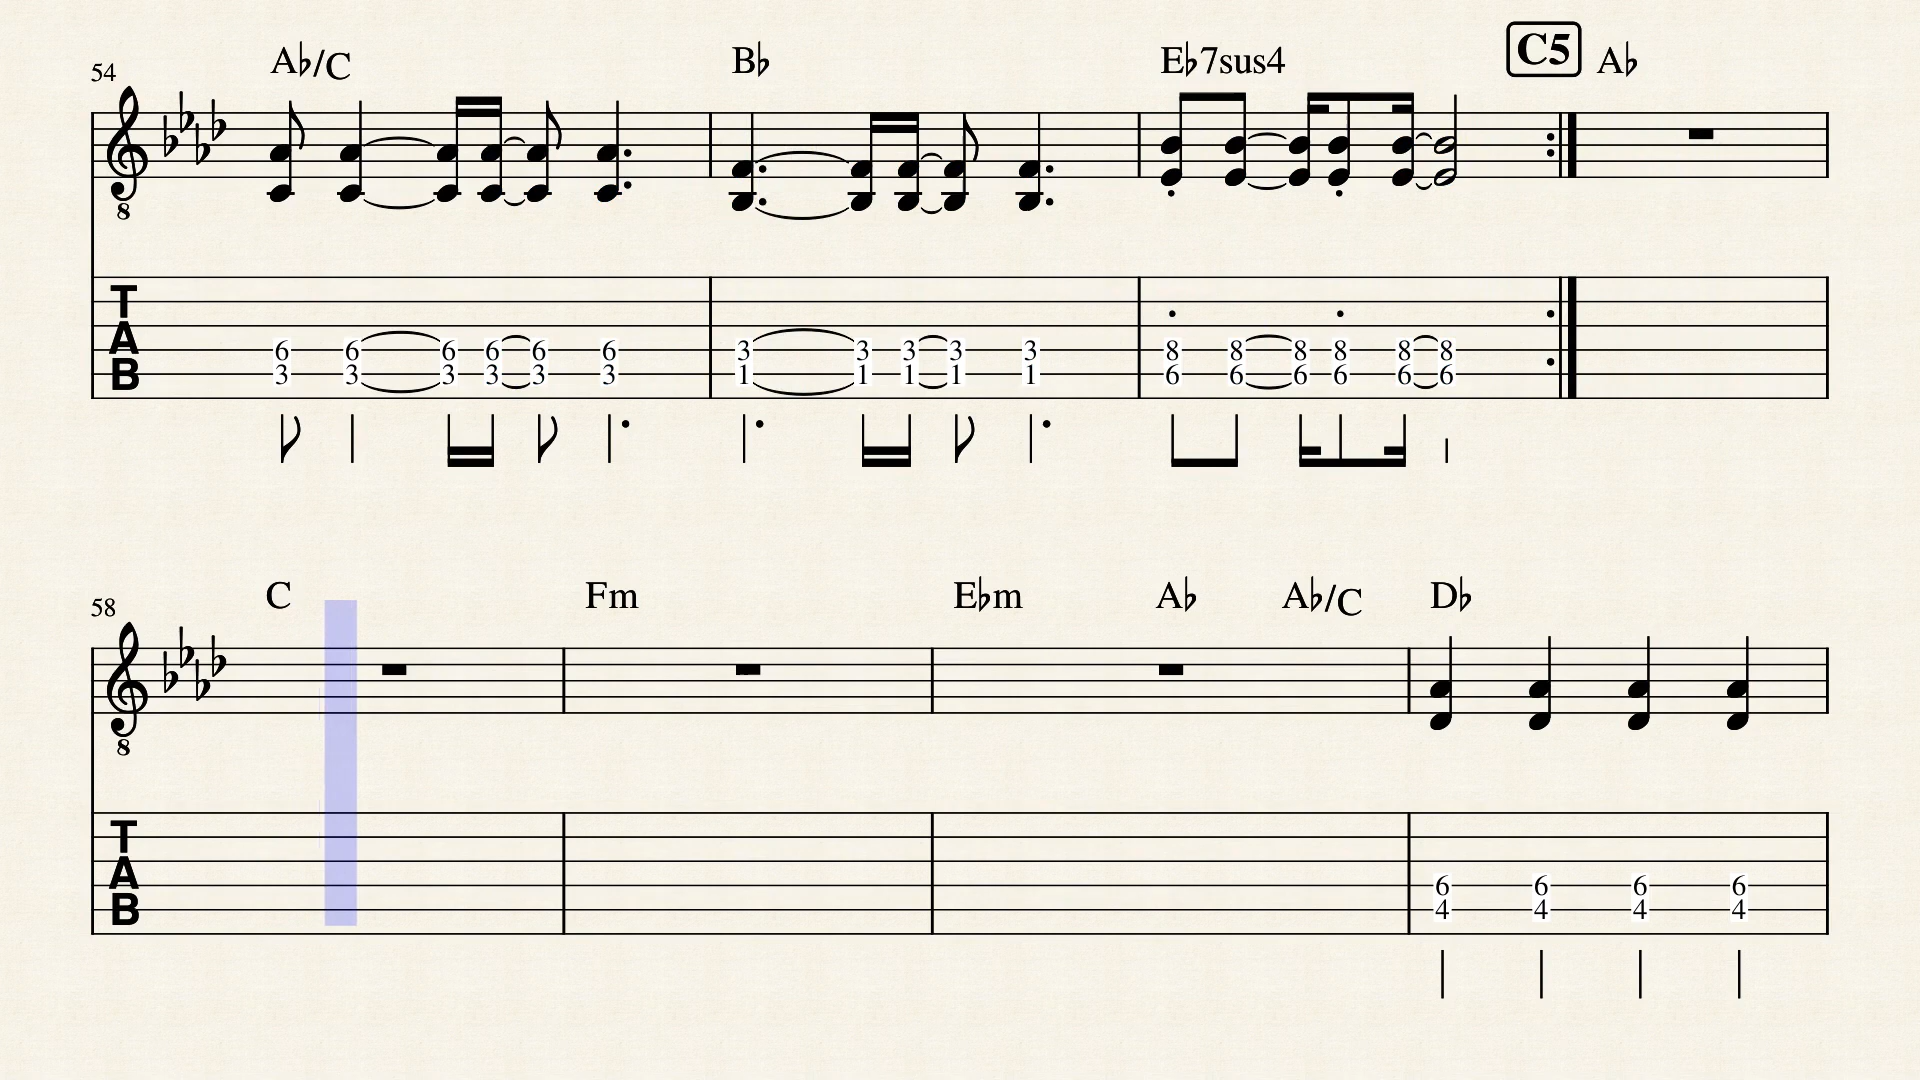 54 A♭/C B♭ E♭7sus4 C5 A♭
8
T
A
B
6 6 6 6 6 6 3 3 3 3 3 8 8 8 8 8 8
3 3 3 3 3 3 1 1 1 1 1 6 6 6 6 6 6
58 C Fm E♭m A♭ A♭/C D♭
8
T
A
B
6 6 6 6
4 4 4 4